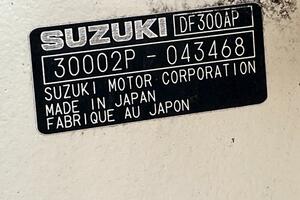 SUZUKI DF300AP
30002P - 043468
SUZUKI MOTOR CORPORATION
MADE IN JAPAN
FABRIQUE AU JAPON